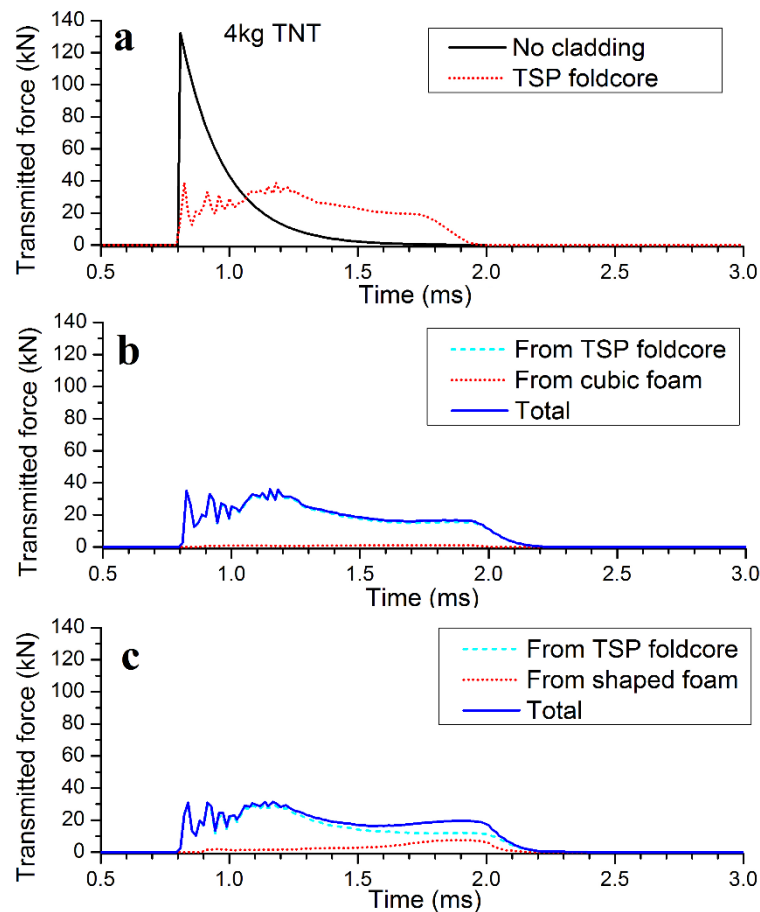 a
4kg TNT
No cladding
TSP foldcore
Transmitted force (kN)
140
120
100
80
60
40
20
0
0.5
1.0
1.5
2.0
2.5
3.0
Time (ms)
b
From TSP foldcore
From cubic foam
Total
Transmitted force (kN)
140
120
100
80
60
40
20
0
0.5
1.0
1.5
2.0
2.5
3.0
Time (ms)
c
From TSP foldcore
From shaped foam
Total
Transmitted force (kN)
140
120
100
80
60
40
20
0
0.5
1.0
1.5
2.0
2.5
3.0
Time (ms)